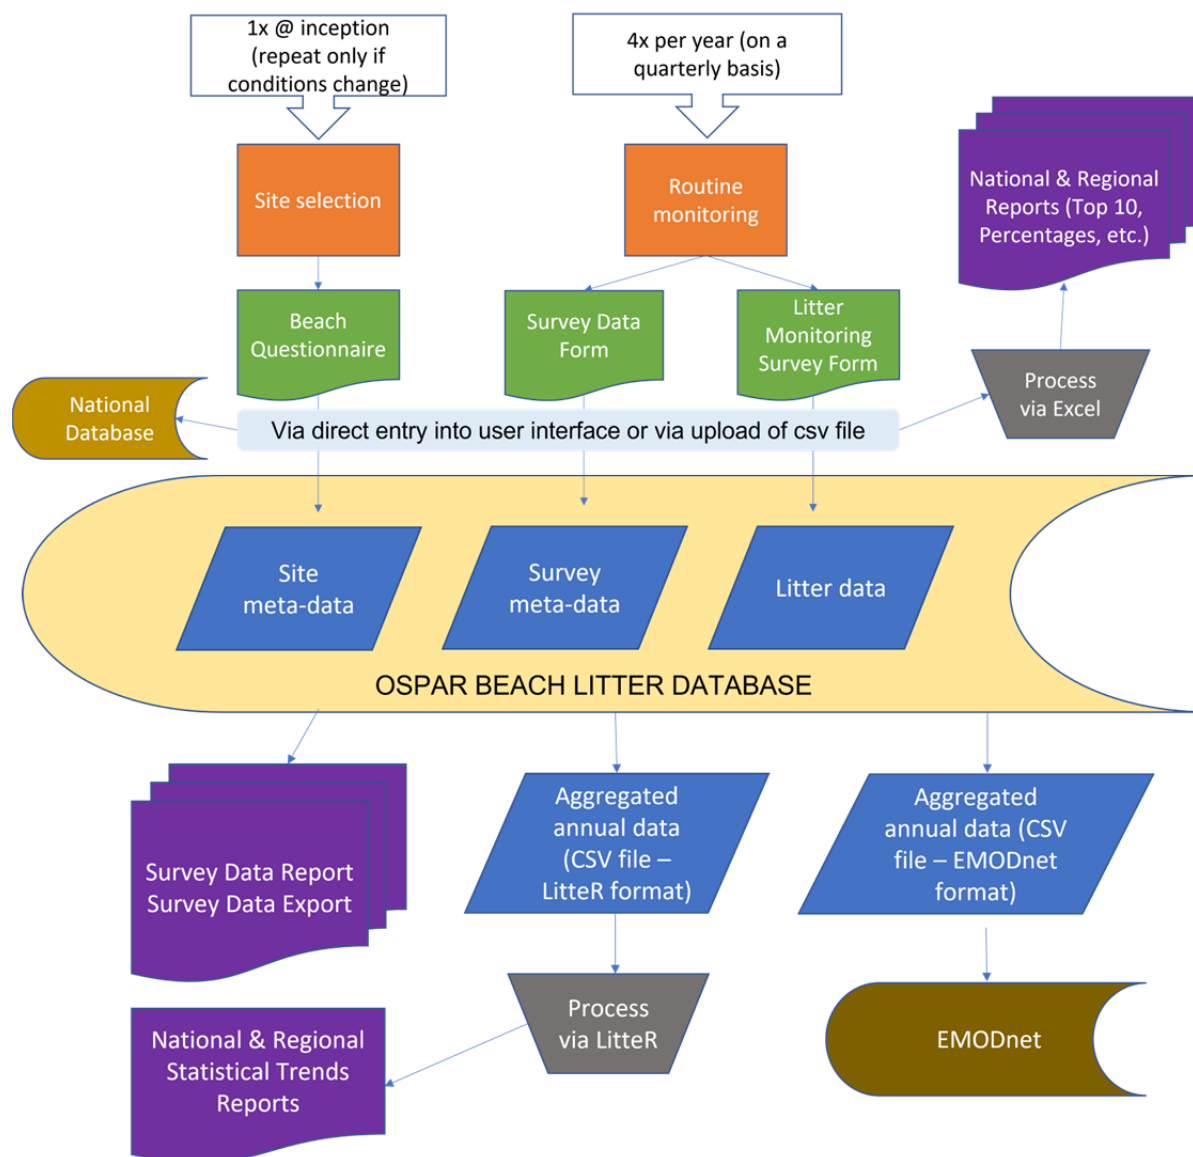 1x @ inception
(repeat only if
conditions change)
4x per year (on a
quarterly basis)
Site selection
Routine
monitoring
National & Regional
Reports (Top 10,
Percentages, etc.)
Beach
Questionnaire
Survey Data
Form
Litter
Monitoring
Survey Form
Process
via Excel
National
Database
Via direct entry into user interface or via upload of csv file
Site
meta-data
Survey
meta-data
Litter data
OSPAR BEACH LITTER DATABASE
Survey Data Report
Survey Data Export
Aggregated
annual data
(CSV file –
LitteR format)
Aggregated
annual data (CSV
file – EMODnet
format)
Process
via LitteR
National & Regional
Statistical Trends
Reports
EMODnet